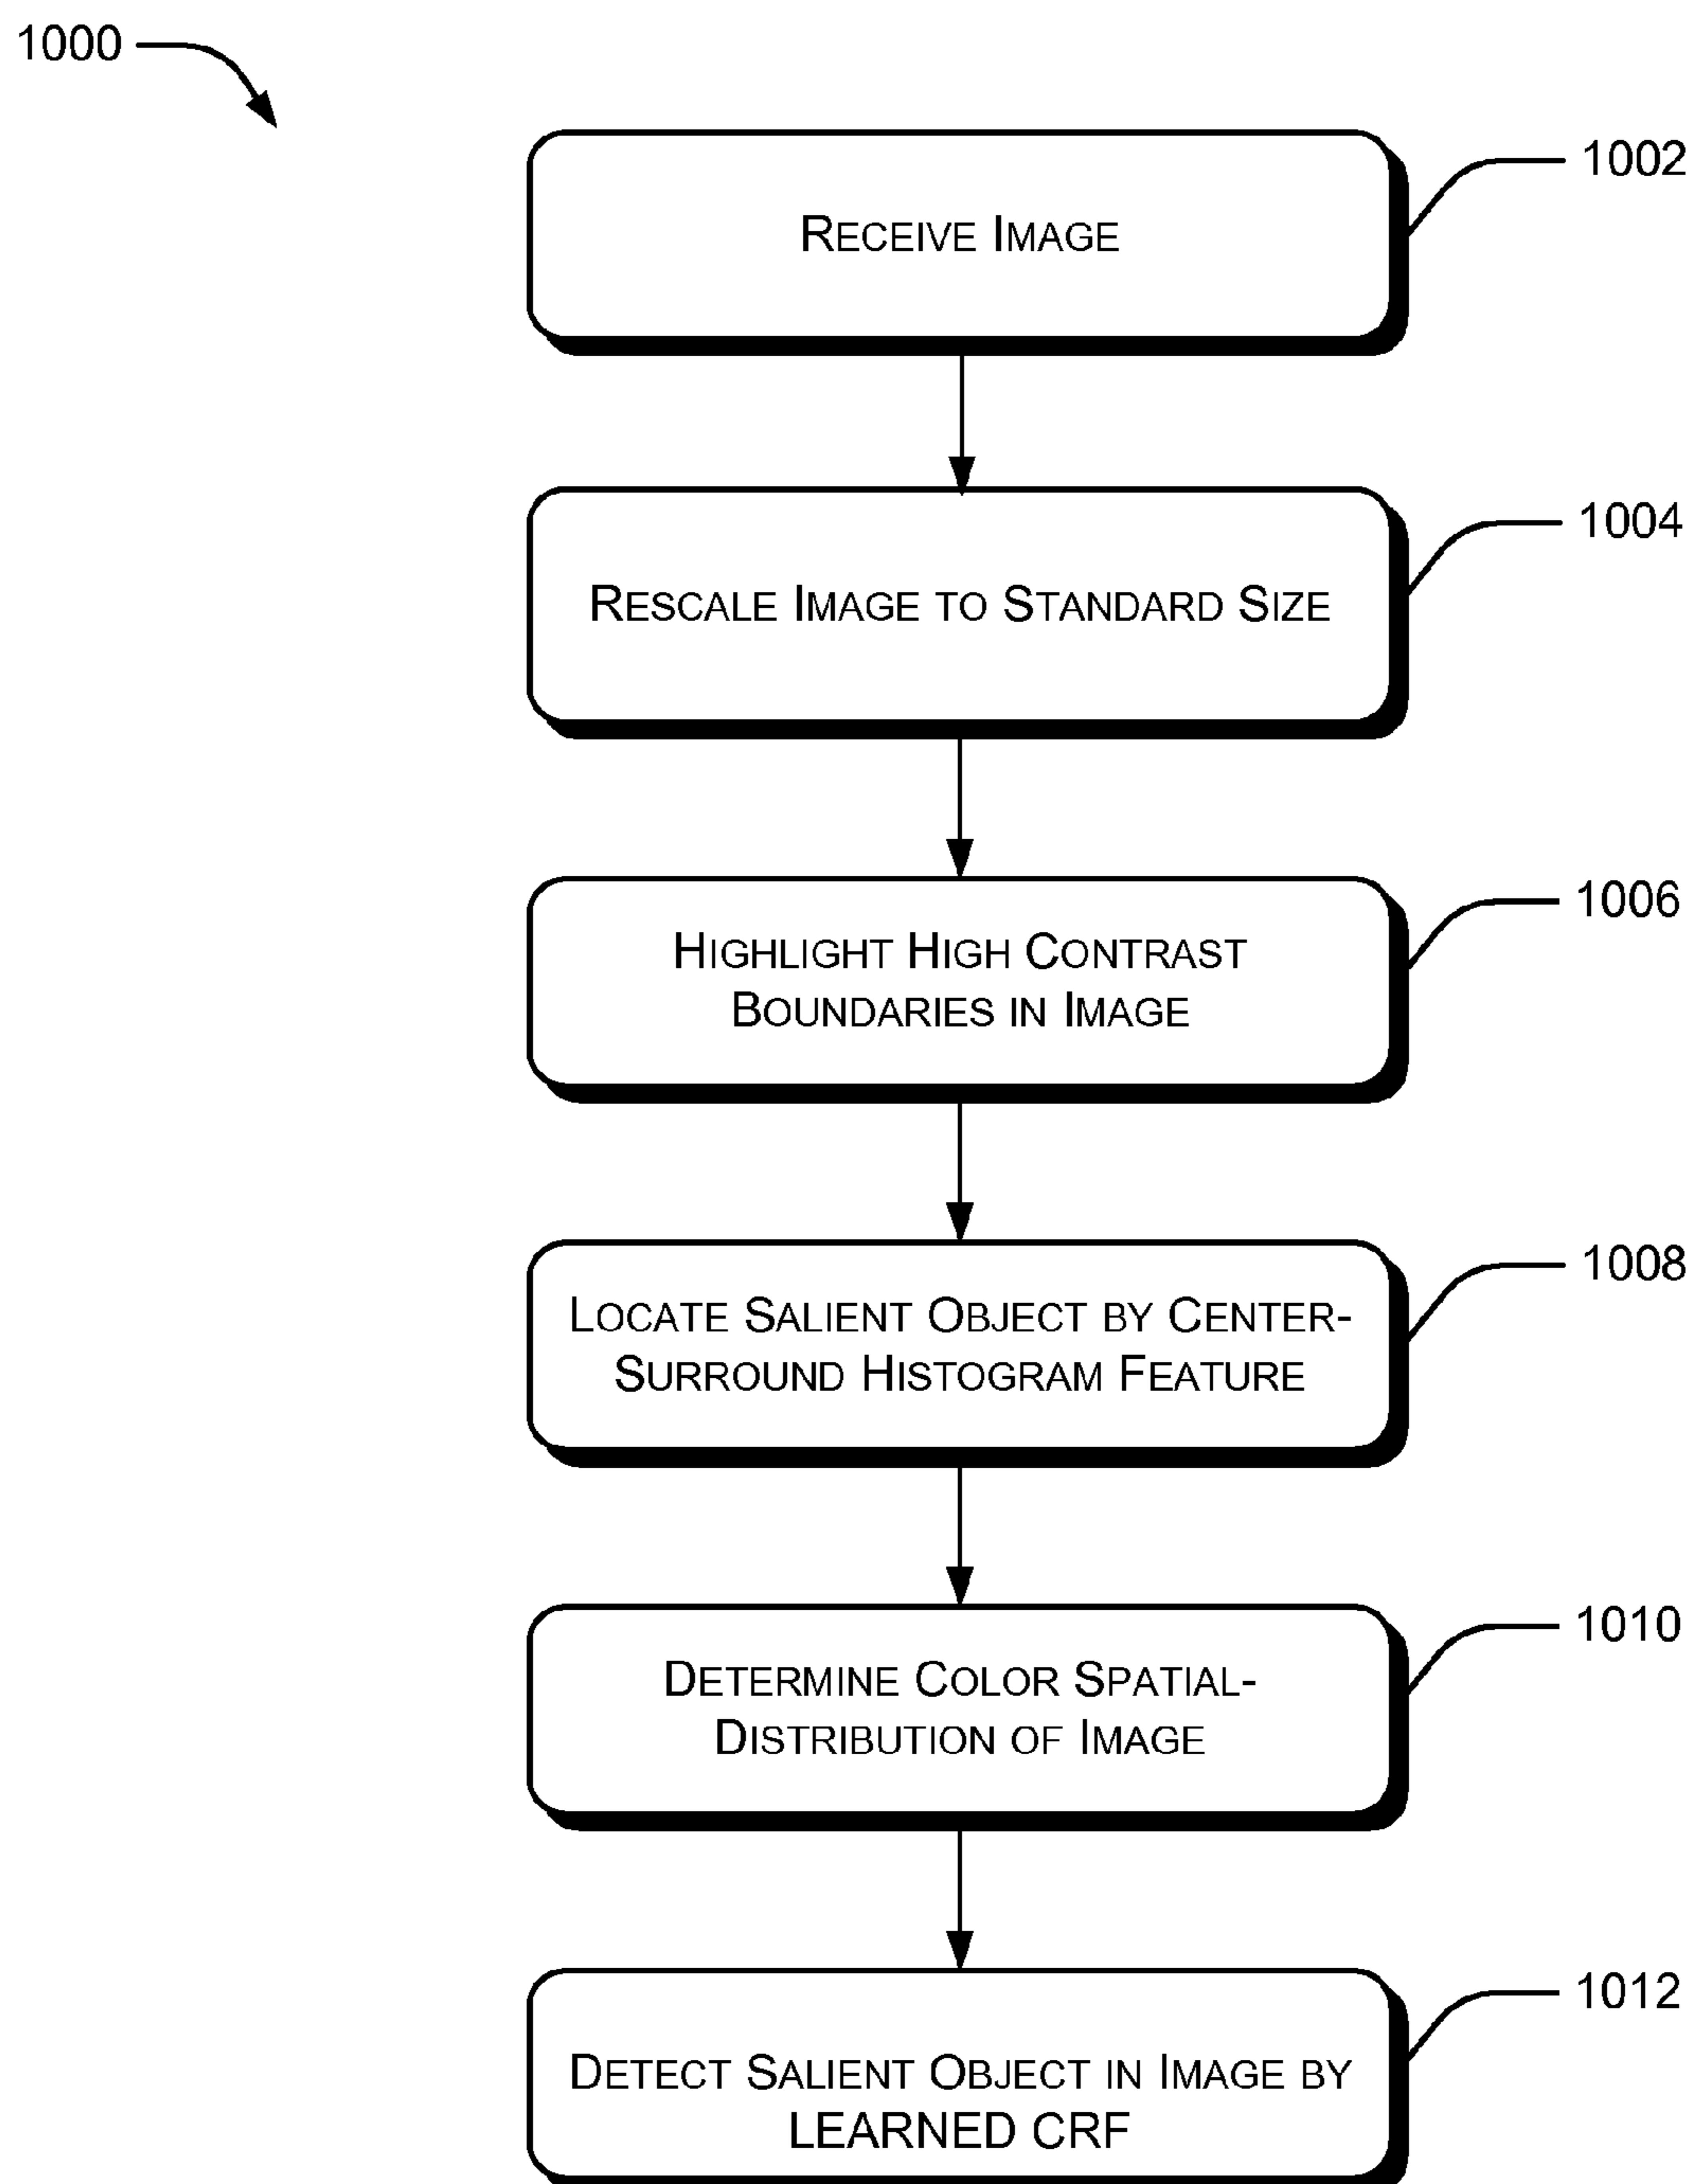 1000
1002
RECEIVE IMAGE
1004
RESCALE IMAGE TO STANDARD SIZE
1006
HIGHLIGHT HIGH CONTRAST
BOUNDARIES IN IMAGE
1008
LOCATE SALIENT OBJECT BY CENTER-
SURROUND HISTOGRAM FEATURE
1010
DETERMINE COLOR SPATIAL-
DISTRIBUTION OF IMAGE
1012
DETECT SALIENT OBJECT IN IMAGE BY
LEARNED CRF